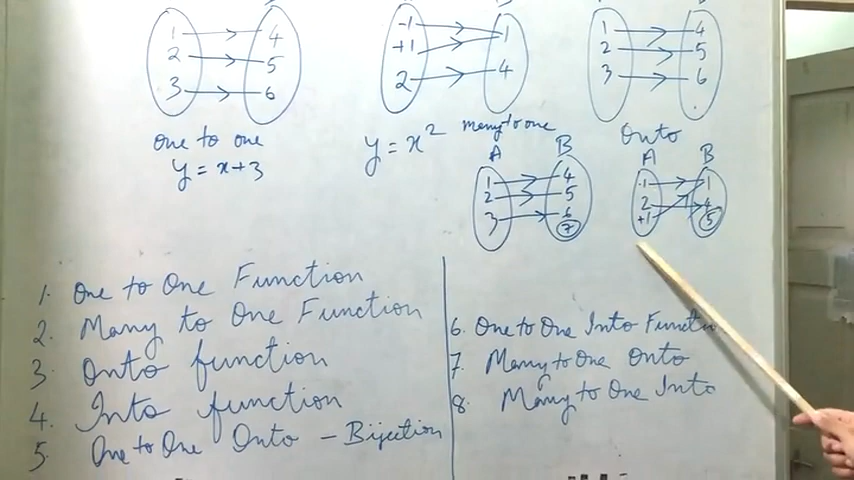 1 4
2 5
3 6
One to one
y = x+3
-1 1
+1
2 4
y = x² many to one
1 4
2 5
3 6
Onto
A B
1 4
2 5
3 6
7
A B
-1 1
2 4
+1 5
1. One to One Function
2. Many to One Function
3. Onto function
4. Into function
5. One to One Onto - Bijection
6. One to One Into Functi
7. Many to One Onto
8. Many to One Into